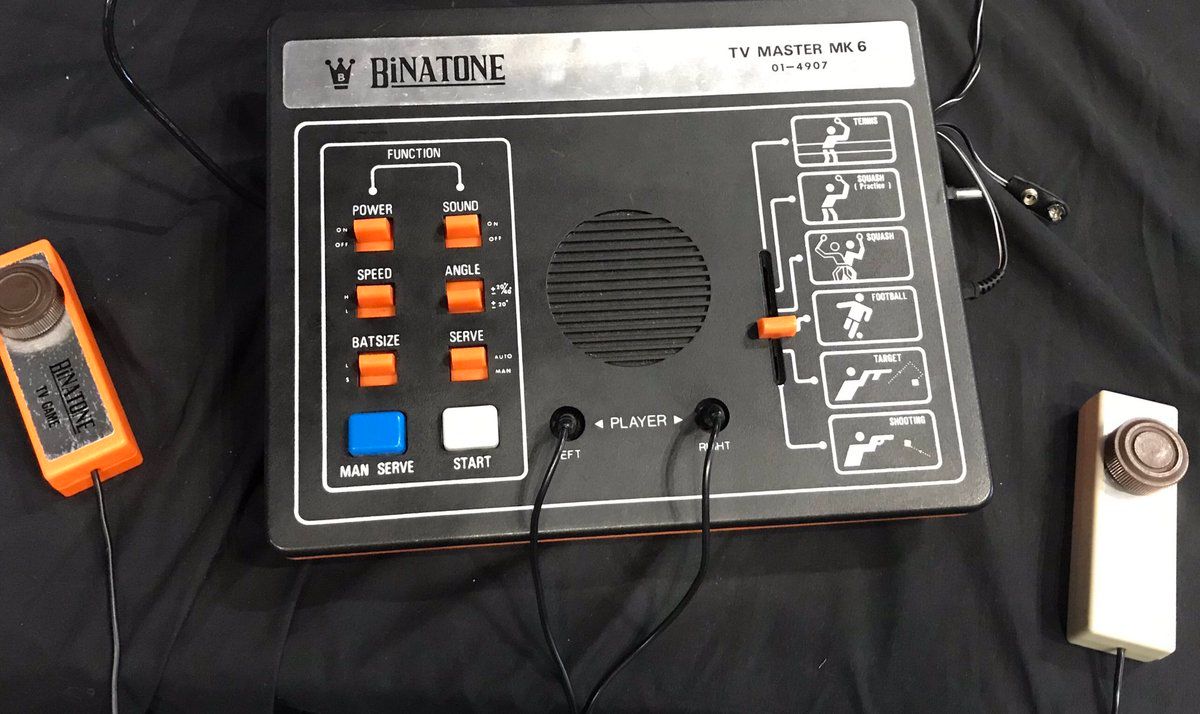 BiNATONE
TV MASTER MK 6
01-4907
FUNCTION
POWER
ON
OFF
SOUND
ON
OFF
SPEED
H
L
ANGLE
± 20°
BATSIZE
L
S
SERVE
AUTO
MAN
MAN SERVE
START
◄ PLAYER ►
EFT
RIGHT
TENNIS
SQUASH
( Practice )
SQUASH
FOOTBALL
TARGET
SHOOTING
BiNATONE
TV GAME
B